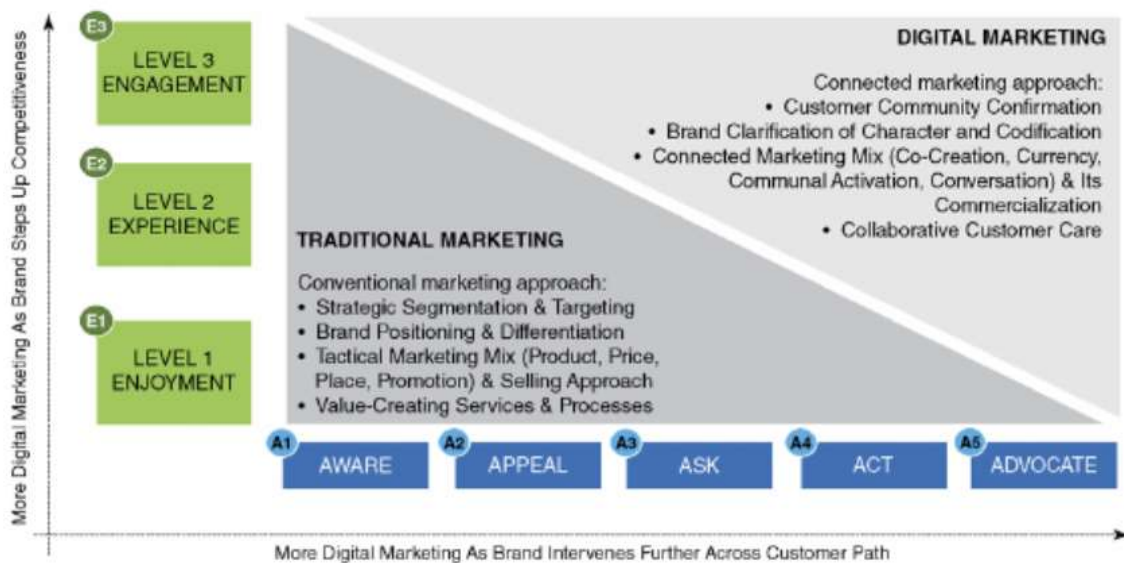 More Digital Marketing As Brand Steps Up Competitiveness
E3
LEVEL 3
ENGAGEMENT
E2
LEVEL 2
EXPERIENCE
E1
LEVEL 1
ENJOYMENT
DIGITAL MARKETING
Connected marketing approach:
• Customer Community Confirmation
• Brand Clarification of Character and Codification
• Connected Marketing Mix (Co-Creation, Currency,
Communal Activation, Conversation) & Its
Commercialization
• Collaborative Customer Care
TRADITIONAL MARKETING
Conventional marketing approach:
• Strategic Segmentation & Targeting
• Brand Positioning & Differentiation
• Tactical Marketing Mix (Product, Price,
Place, Promotion) & Selling Approach
• Value-Creating Services & Processes
A1
AWARE
A2
APPEAL
A3
ASK
A4
ACT
A5
ADVOCATE
More Digital Marketing As Brand Intervenes Further Across Customer Path